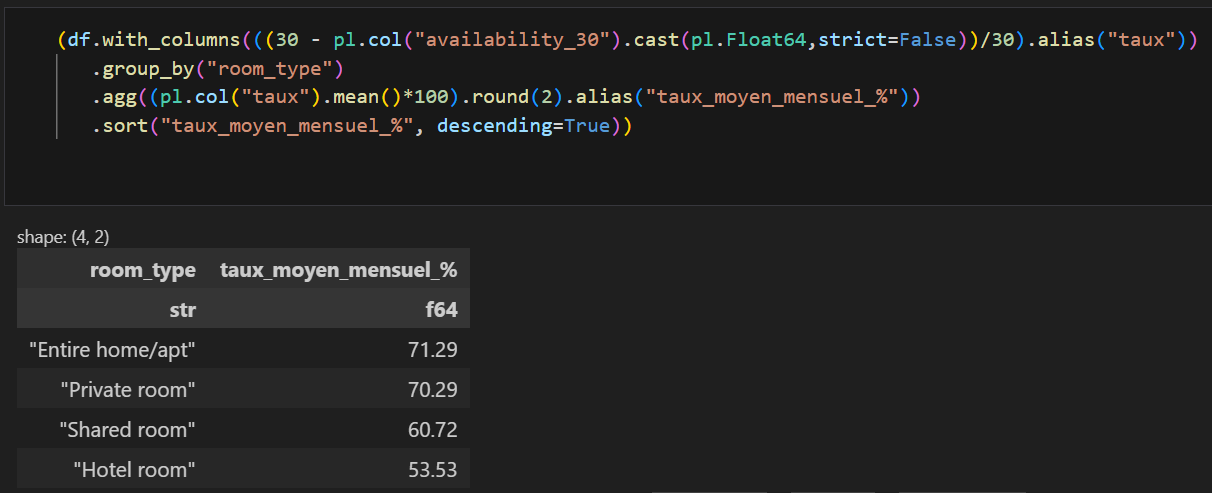 (df.with_columns(((30 - pl.col("availability_30").cast(pl.Float64,strict=False))/30).alias("taux"))
.group_by("room_type")
.agg((pl.col("taux").mean()*100).round(2).alias("taux_moyen_mensuel_%"))
.sort("taux_moyen_mensuel_%", descending=True))
shape: (4, 2)
room_type taux_moyen_mensuel_%
str f64
"Entire home/apt" 71.29
"Private room" 70.29
"Shared room" 60.72
"Hotel room" 53.53